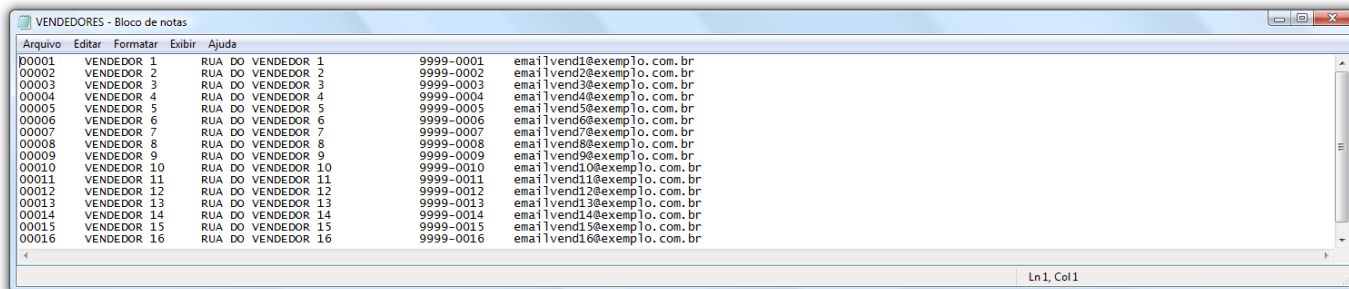 VENDEDORES - Bloco de notas
Arquivo Editar Formatar Exibir Ajuda
00001 VENDEDOR 1 RUA DO VENDEDOR 1 9999-0001 emailvend1@exemplo.com.br
00002 VENDEDOR 2 RUA DO VENDEDOR 2 9999-0002 emailvend2@exemplo.com.br
00003 VENDEDOR 3 RUA DO VENDEDOR 3 9999-0003 emailvend3@exemplo.com.br
00004 VENDEDOR 4 RUA DO VENDEDOR 4 9999-0004 emailvend4@exemplo.com.br
00005 VENDEDOR 5 RUA DO VENDEDOR 5 9999-0005 emailvend5@exemplo.com.br
00006 VENDEDOR 6 RUA DO VENDEDOR 6 9999-0006 emailvend6@exemplo.com.br
00007 VENDEDOR 7 RUA DO VENDEDOR 7 9999-0007 emailvend7@exemplo.com.br
00008 VENDEDOR 8 RUA DO VENDEDOR 8 9999-0008 emailvend8@exemplo.com.br
00009 VENDEDOR 9 RUA DO VENDEDOR 9 9999-0009 emailvend9@exemplo.com.br
00010 VENDEDOR 10 RUA DO VENDEDOR 10 9999-0010 emailvend10@exemplo.com.br
00011 VENDEDOR 11 RUA DO VENDEDOR 11 9999-0011 emailvend11@exemplo.com.br
00012 VENDEDOR 12 RUA DO VENDEDOR 12 9999-0012 emailvend12@exemplo.com.br
00013 VENDEDOR 13 RUA DO VENDEDOR 13 9999-0013 emailvend13@exemplo.com.br
00014 VENDEDOR 14 RUA DO VENDEDOR 14 9999-0014 emailvend14@exemplo.com.br
00015 VENDEDOR 15 RUA DO VENDEDOR 15 9999-0015 emailvend15@exemplo.com.br
00016 VENDEDOR 16 RUA DO VENDEDOR 16 9999-0016 emailvend16@exemplo.com.br
Ln 1, Col 1